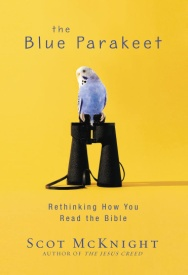 the
Blue Parakeet
Rethinking How You
Read the Bible
Scot McKnight
AUTHOR OF THE JESUS CREED